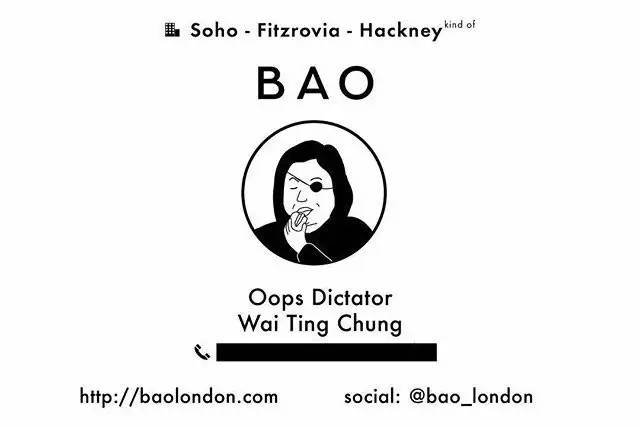 Soho - Fitzrovia - Hackney kind of
BAO
Oops Dictator
Wai Ting Chung
http://baolondon.com
social: @bao_london